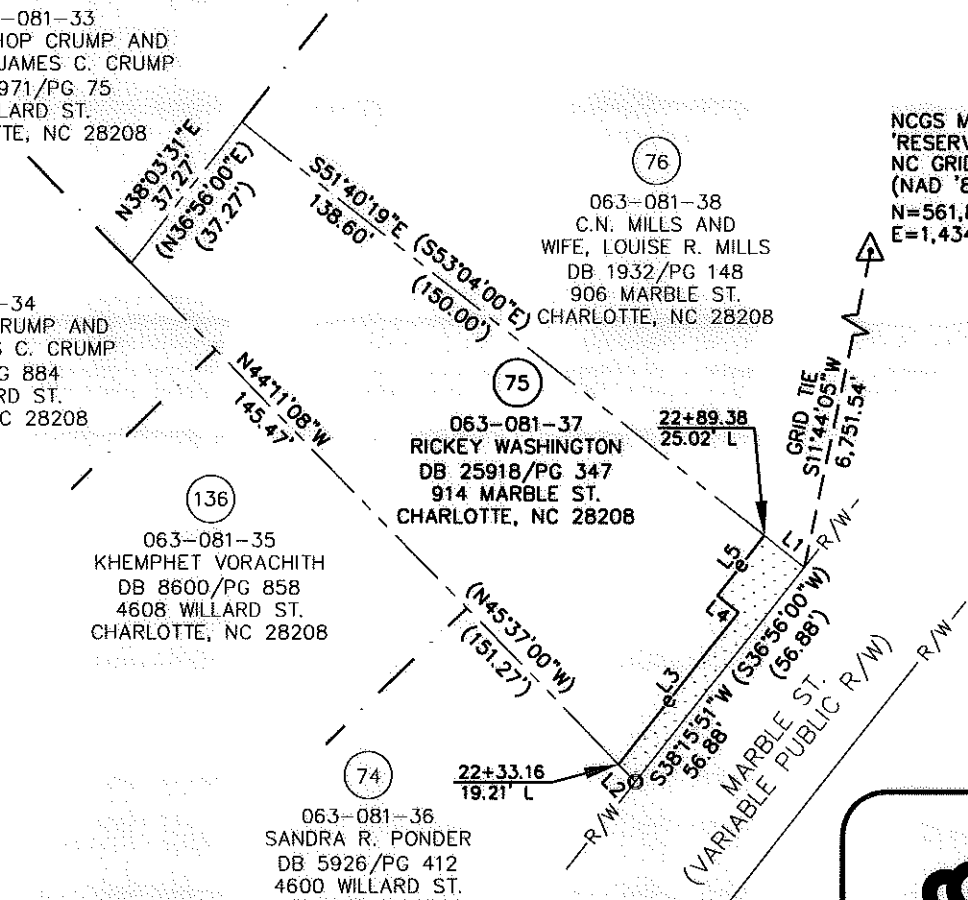 -081-33
HOP CRUMP AND
JAMES C. CRUMP
971/PG 75
LARD ST.
TE, NC 28208
N38°03'31"E
37.27'
(N36°56'00"E)
(37.27')
S51°40'19"E (S53°04'00"E)
138.60'
(150.00')
76
063-081-38
C.N. MILLS AND
WIFE, LOUISE R. MILLS
DB 1932/PG 148
906 MARBLE ST.
CHARLOTTE, NC 28208
NCGS M
'RESERV
NC GRID
(NAD '8
N=561,8
E=1,434
-34
RUMP AND
S C. CRUMP
G 884
RD ST.
NC 28208
N44°11'08"W
145.47'
75
063-081-37
RICKEY WASHINGTON
DB 25918/PG 347
914 MARBLE ST.
CHARLOTTE, NC 28208
22+89.38
25.02' L
GRID TIE
S11°44'05"W
6,751.54'
136
063-081-35
KHEMPHET VORACHITH
DB 8600/PG 858
4608 WILLARD ST.
CHARLOTTE, NC 28208
L1
R/W
L5
e
L4
(N45°37'00"W)
(151.27')
L3
e
S38°15'51"W (S36°56'00"W)
56.88'
(56.88')
R/W
MARBLE ST.
(VARIABLE PUBLIC R/W)
74
063-081-36
SANDRA R. PONDER
DB 5926/PG 412
4600 WILLARD ST.
22+33.16
19.21' L
L2
R/W